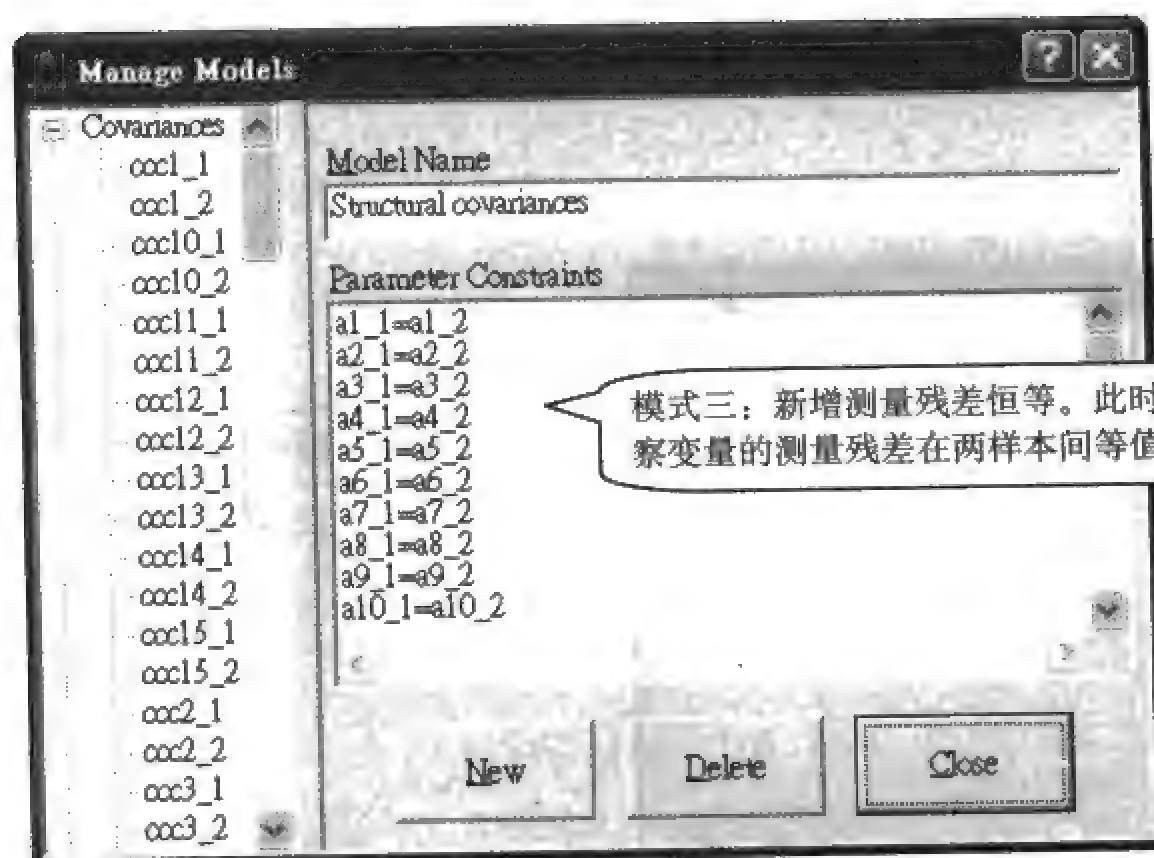 Manage Models
Covariances
ccc1_1
ccc1_2
ccc10_1
ccc10_2
ccc11_1
ccc11_2
ccc12_1
ccc12_2
ccc13_1
ccc13_2
ccc14_1
ccc14_2
ccc15_1
ccc15_2
ccc2_1
ccc2_2
ccc3_1
ccc3_2
Model Name
Structural covariances
Parameter Constraints
a1_1=a1_2
a2_1=a2_2
a3_1=a3_2
a4_1=a4_2
a5_1=a5_2
a6_1=a6_2
a7_1=a7_2
a8_1=a8_2
a9_1=a9_2
a10_1=a10_2
模式三：新增测量残差恒等。此时
察变量的测量残差在两样本间等值
New
Delete
Close